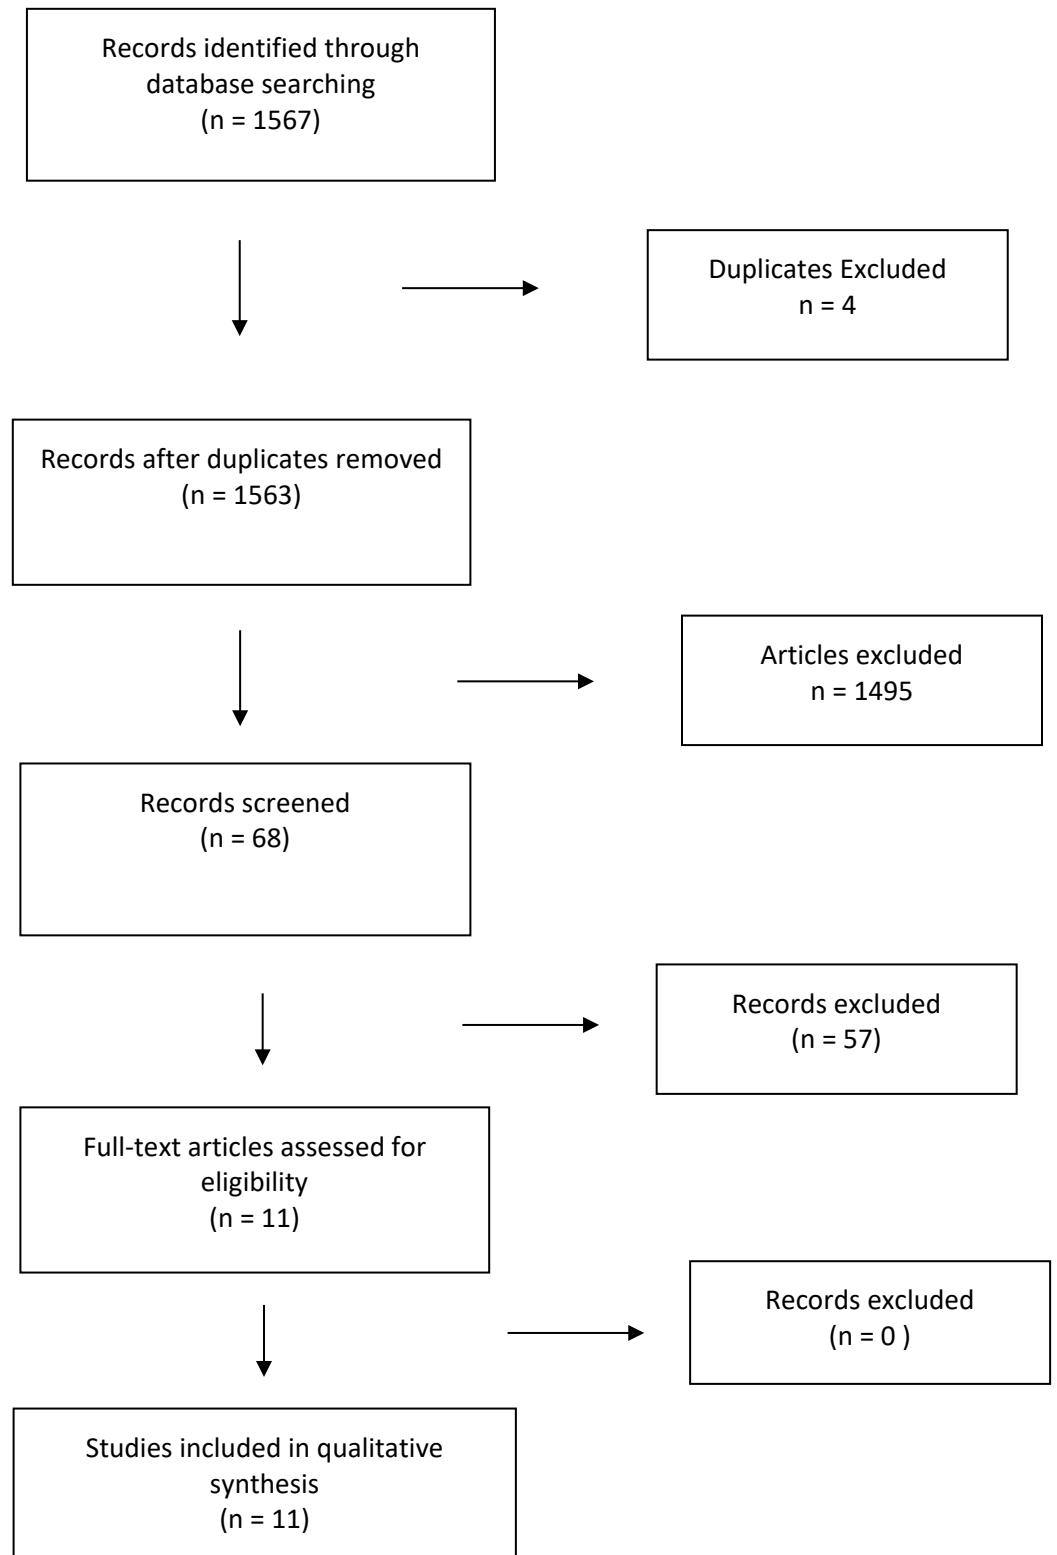 Records identified through
database searching
(n = 1567)
Duplicates Excluded
n = 4
Records after duplicates removed
(n = 1563)
Articles excluded
n = 1495
Records screened
(n = 68)
Records excluded
(n = 57)
Full-text articles assessed for
eligibility
(n = 11)
Records excluded
(n = 0 )
Studies included in qualitative
synthesis
(n = 11)